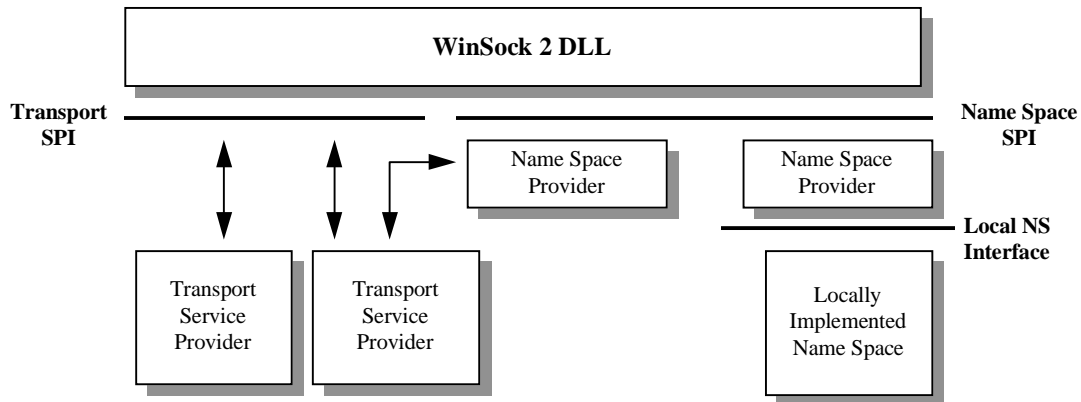 WinSock 2 DLL
Transport
SPI
Name Space
SPI
Name Space
Provider
Name Space
Provider
Local NS
Interface
Transport
Service
Provider
Transport
Service
Provider
Locally
Implemented
Name Space